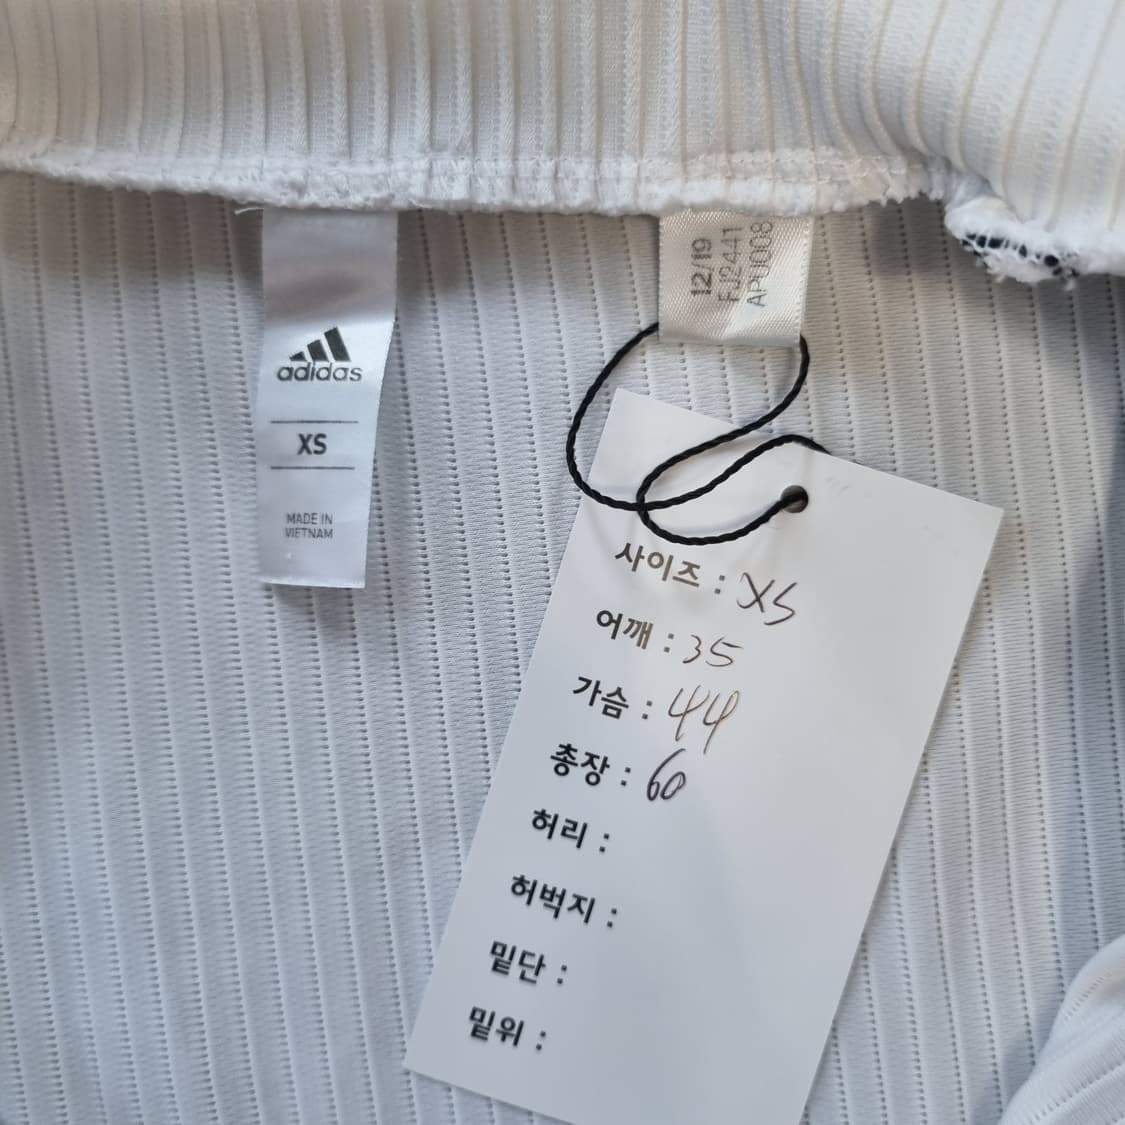 adidas
XS
MADE IN
VIETNAM
12/19
FJ2441
APU008
사이즈 : XS
어깨 : 35
가슴 : 44
총장 : 60
허리 :
허벅지 :
밑단 :
밑위 :